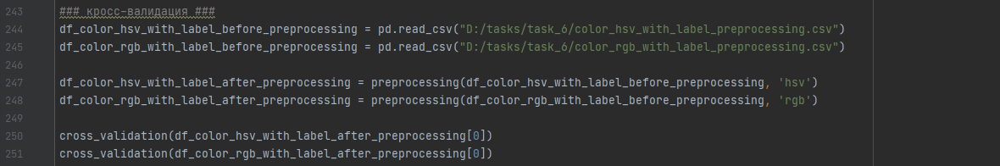 243 ### кросс-валидация ###
244 df_color_hsv_with_label_before_preprocessing = pd.read_csv("D:/tasks/task_6/color_hsv_with_label_preprocessing.csv")
245 df_color_rgb_with_label_before_preprocessing = pd.read_csv("D:/tasks/task_6/color_rgb_with_label_preprocessing.csv")
246
247 df_color_hsv_with_label_after_preprocessing = preprocessing(df_color_hsv_with_label_before_preprocessing, 'hsv')
248 df_color_rgb_with_label_after_preprocessing = preprocessing(df_color_rgb_with_label_before_preprocessing, 'rgb')
249
250 cross_validation(df_color_hsv_with_label_after_preprocessing[0])
251 cross_validation(df_color_rgb_with_label_after_preprocessing[0])